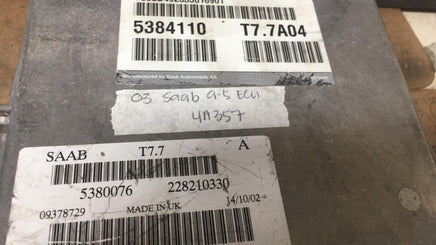 5384110 T7.7A04
Manufactured by Saab Automobile AB
03 Saab 9-5 ECU
4A357
SAAB T7.7 A
5380076 228210330
09378729 MADE IN UK 14/10/02